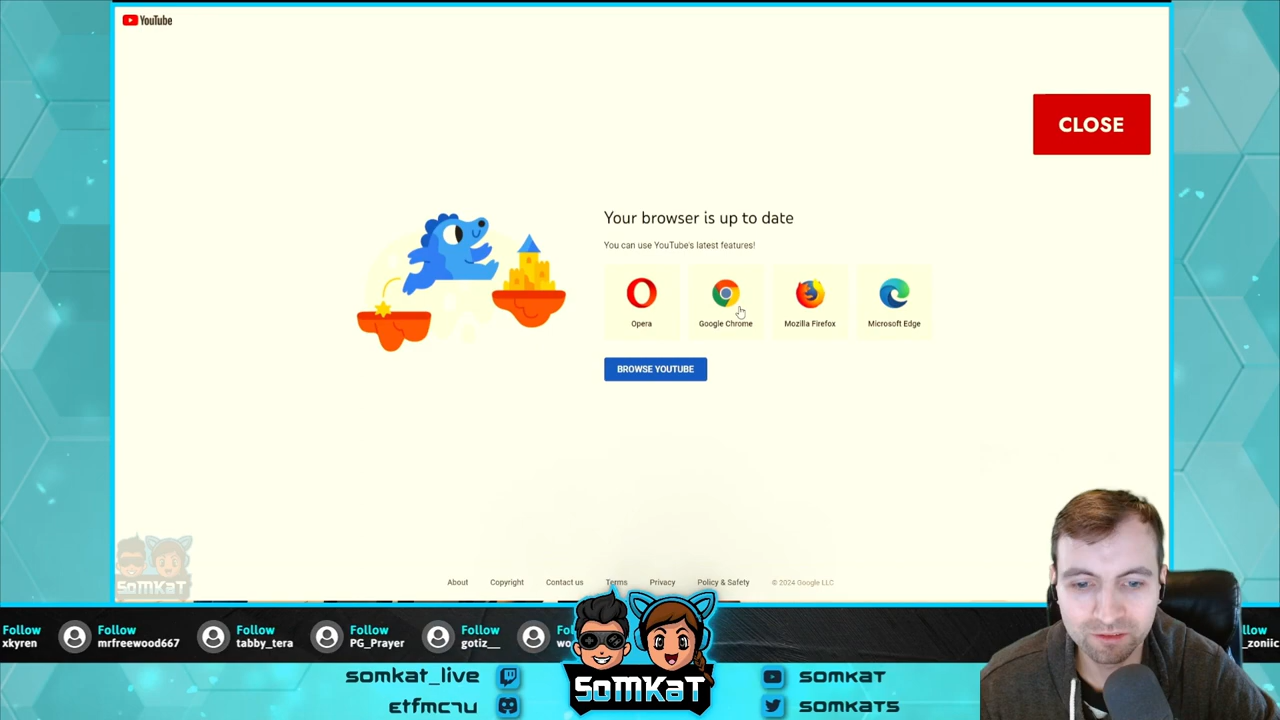 YouTube
CLOSE
Your browser is up to date
You can use YouTube's latest features!
Opera
Google Chrome
Mozilla Firefox
Microsoft Edge
BROWSE YOUTUBE
SOMKAT
About
Copyright
Contact us
Terms
Privacy
Policy & Safety
© 2024 Google LLC
Follow
xkyren
Follow
mrfreewood667
Follow
tabby_tera
Follow
PG_Prayer
Follow
gotiz__
SOMKAT
somkat_live
SOMKAT
ETFMC7U
SOMKATS